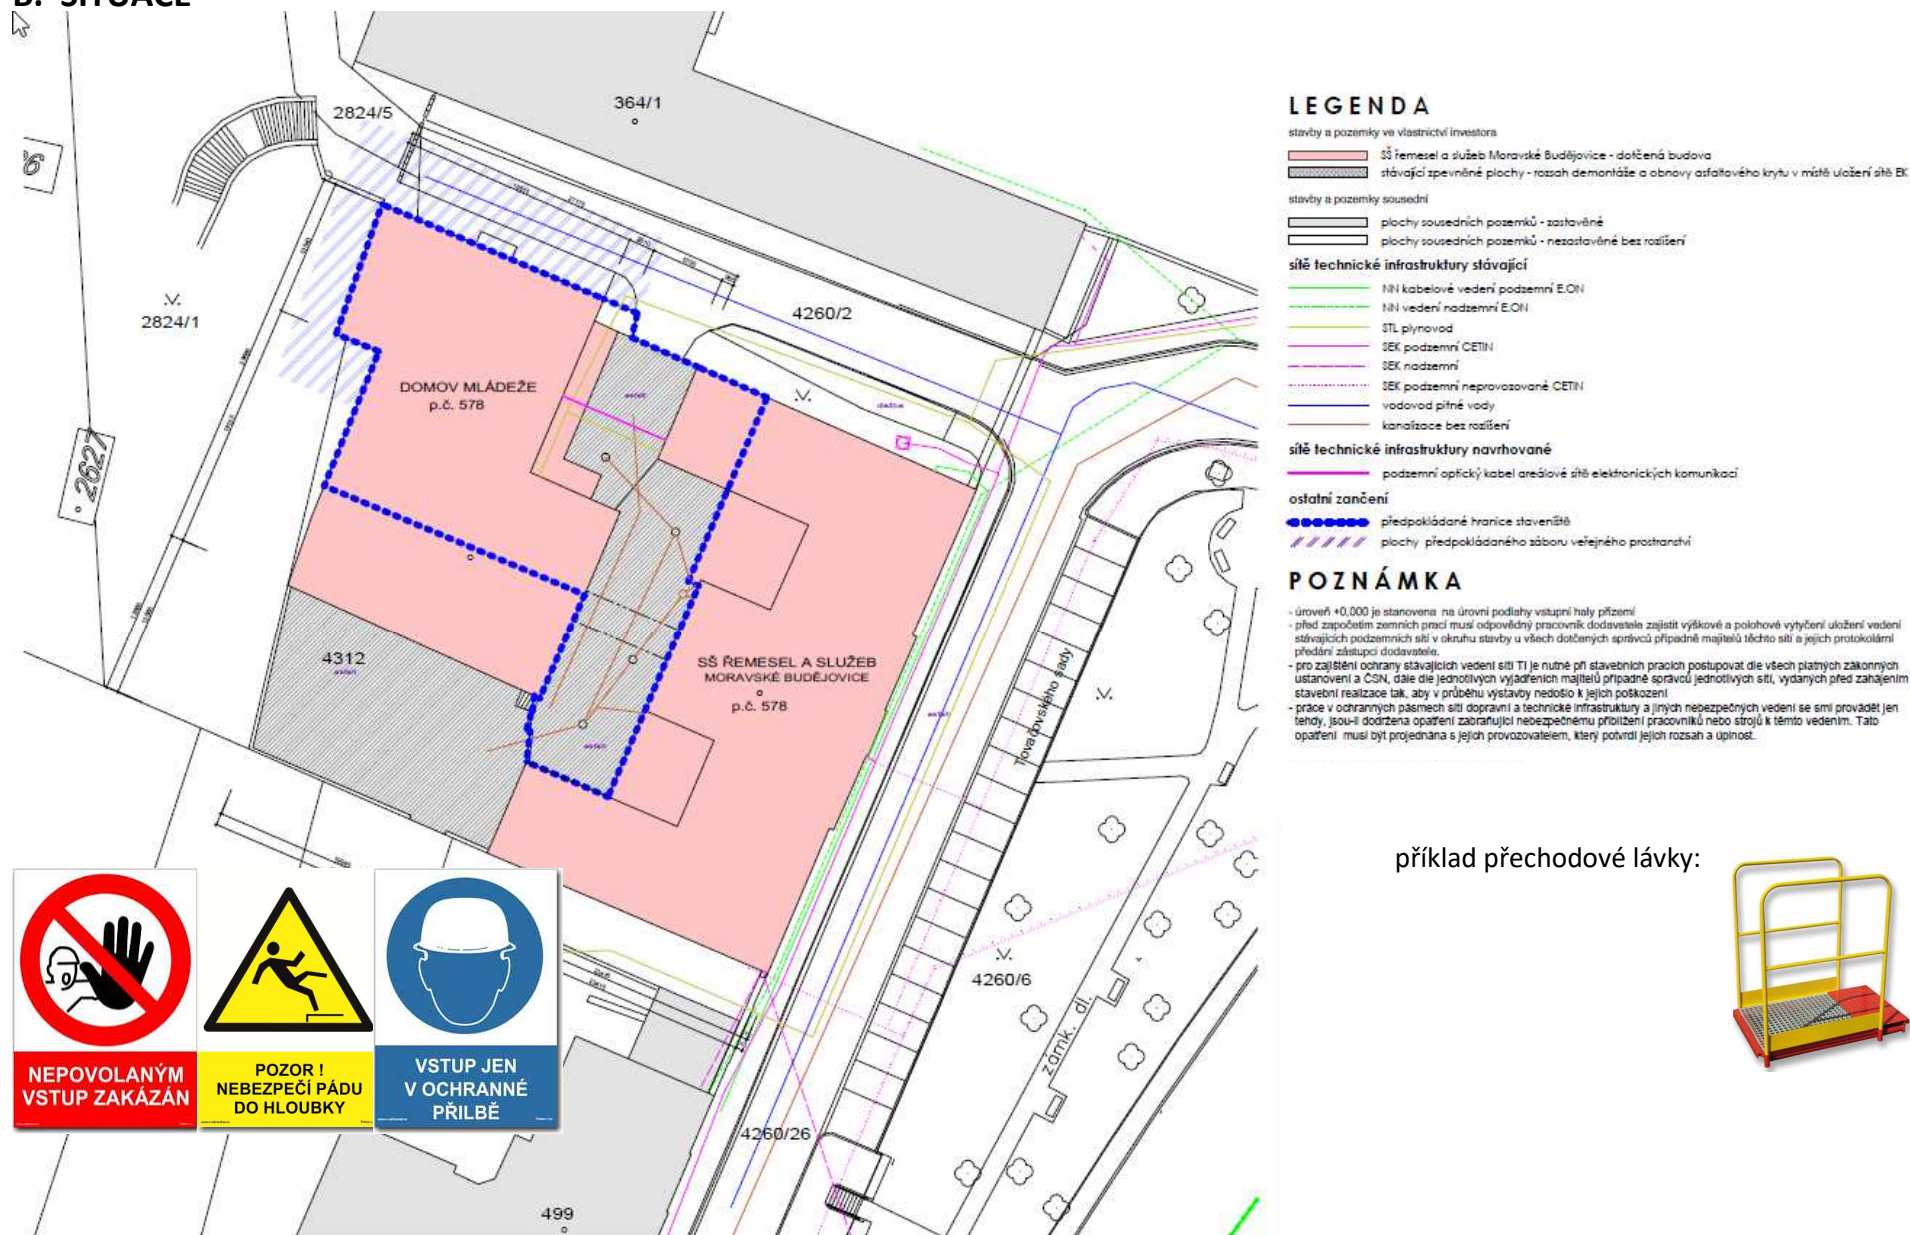 B. SITUACE
2824/5
364/1
2824/1
4260/2
2627
DOMOV MLÁDEŽE
p.č. 578
asfalt
4312
asfalt
SŠ ŘEMESEL A SLUŽEB
MORAVSKÉ BUDĚJOVICE
p.č. 578
asfalt
asfalt
Tovačovského sady
zámk. dl.
4260/6
4260/26
499
LEGENDA
stavby a pozemky ve vlastnictví investora
SŠ řemesel a služeb Moravské Budějovice - dotčená budova
stávající zpevněné plochy - rozsah demontáže a obnovy asfaltového krytu v místě uložení sítě EK
stavby a pozemky sousední
plochy sousedních pozemků - zastavěné
plochy sousedních pozemků - nezastavěné bez rozlišení
sítě technické infrastruktury stávající
NN kabelové vedení podzemní E.ON
NN vedení nadzemní E.ON
STL plynovod
SEK podzemní CETIN
SEK nadzemní
SEK podzemní neprovozované CETIN
vodovod pitné vody
kanalizace bez rozlišení
sítě technické infrastruktury navrhované
podzemní optický kabel areálové sítě elektronických komunikací
ostatní zančení
předpokládané hranice staveniště
plochy předpokládaného záboru veřejného prostranství
POZNÁMKA
- úroveň +0,000 je stanovena na úrovni podlahy vstupní haly přízemí
- před započetím zemních prací musí odpovědný pracovník dodavatele zajistit výškové a polohové vytýčení uložení vedení
stávajících podzemních sítí v okruhu stavby u všech dotčených správců případně majitelů těchto sítí a jejich protokolární
předání zástupci dodavatele.
- pro zajištění ochrany stávajících vedení sítí TI je nutné při stavebních pracích postupovat dle všech platných zákonných
ustanovení a ČSN, dále dle jednotlivých vyjádřeních majitelů případně správců jednotlivých sítí, vydaných před zahájením
stavební realizace tak, aby v průběhu výstavby nedošlo k jejich poškození
- práce v ochranných pásmech sítí dopravní a technické infrastruktury a jiných nebezpečných vedení se smí provádět jen
tehdy, jsou-li dodržena opatření zabraňující nebezpečnému přiblížení pracovníků nebo strojů k těmto vedením. Tato
opatření musí být projednána s jejich provozovatelem, který potvrdí jejich rozsah a úplnost.
příklad přechodové lávky:
NEPOVOLANÝM
VSTUP ZAKÁZÁN
POZOR !
NEBEZPEČÍ PÁDU
DO HLOUBKY
VSTUP JEN
V OCHRANNÉ
PŘILBĚ